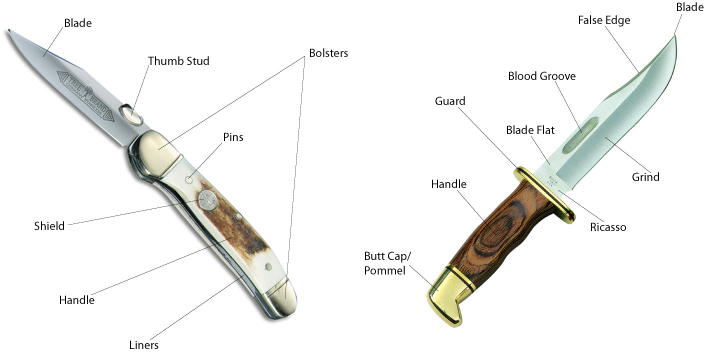 Blade
Thumb Stud
Bolsters
Pins
Shield
Handle
Liners
Blade
False Edge
Blood Groove
Guard
Blade Flat
Grind
Handle
Ricasso
Butt Cap/
Pommel